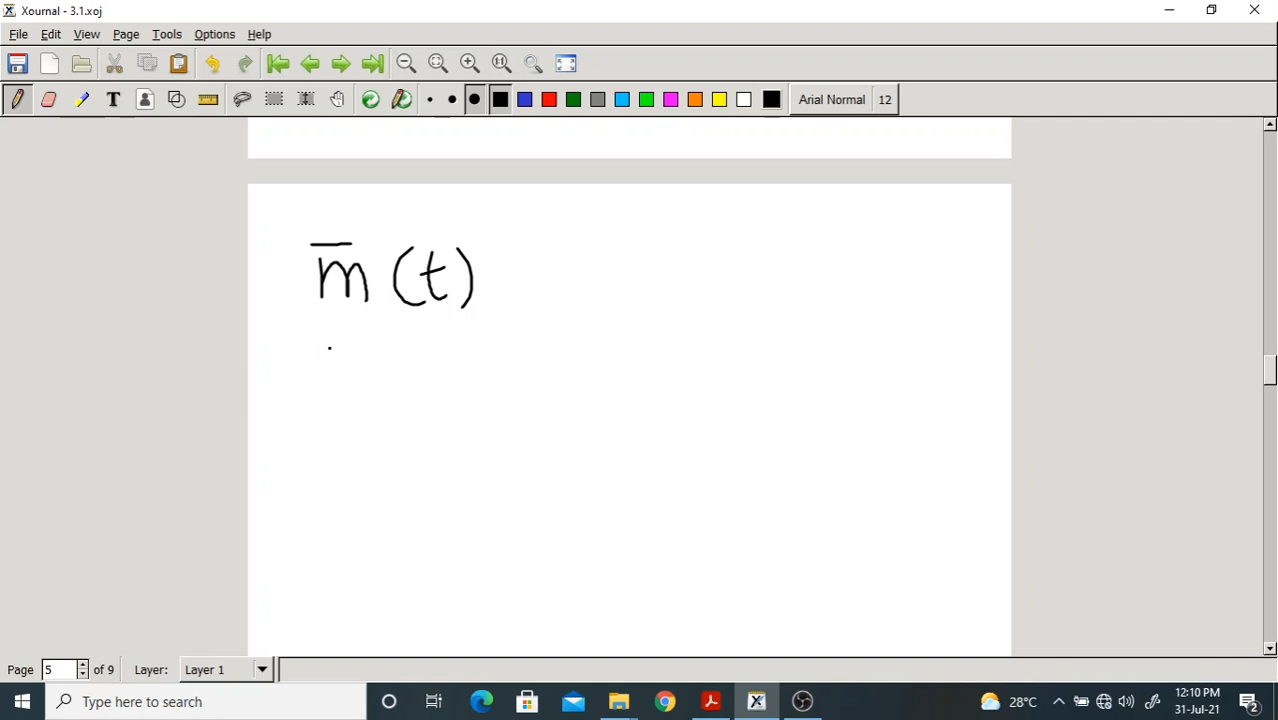 Xournal - 3.1.xoj
File Edit View Page Tools Options Help
Arial Normal 12
m̅ (t)
Page 5 of 9 Layer: Layer 1
Type here to search
28°C
12:10 PM
31-Jul-21
2